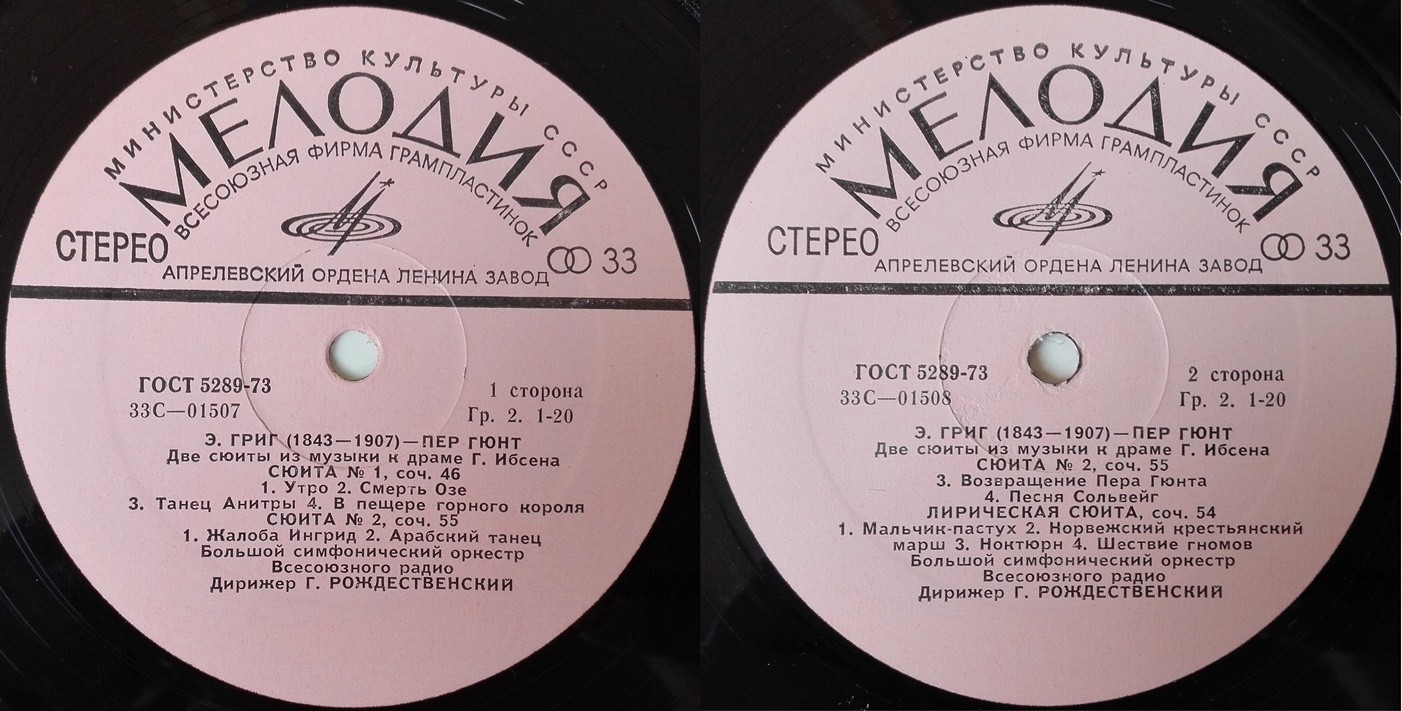 МИНИСТЕРСТВО КУЛЬТУРЫ СССР
МЕЛОДИЯ
ВСЕСОЮЗНАЯ ФИРМА ГРАМПЛАСТИНОК
СТЕРЕО
33
АПРЕЛЕВСКИЙ ОРДЕНА ЛЕНИНА ЗАВОД
ГОСТ 5289-73
33С—01507
1 сторона
Гр. 2. 1-20
Э. ГРИГ (1843—1907)—ПЕР ГЮНТ
Две сюиты из музыки к драме Г. Ибсена
СЮИТА № 1, соч. 46
1. Утро 2. Смерть Озе
3. Танец Анитры 4. В пещере горного короля
СЮИТА № 2, соч. 55
1. Жалоба Ингрид 2. Арабский танец
Большой симфонический оркестр
Всесоюзного радио
Дирижер Г. РОЖДЕСТВЕНСКИЙ
МИНИСТЕРСТВО КУЛЬТУРЫ СССР
МЕЛОДИЯ
ВСЕСОЮЗНАЯ ФИРМА ГРАМПЛАСТИНОК
СТЕРЕО
33
АПРЕЛЕВСКИЙ ОРДЕНА ЛЕНИНА ЗАВОД
ГОСТ 5289-73
33С—01508
2 сторона
Гр. 2. 1-20
Э. ГРИГ (1843—1907)—ПЕР ГЮНТ
Две сюиты из музыки к драме Г. Ибсена
СЮИТА № 2, соч. 55
3. Возвращение Пера Гюнта
4. Песня Сольвейг
ЛИРИЧЕСКАЯ СЮИТА, соч. 54
1. Мальчик-пастух 2. Норвежский крестьянский
марш 3. Ноктюрн 4. Шествие гномов
Большой симфонический оркестр
Всесоюзного радио
Дирижер Г. РОЖДЕСТВЕНСКИЙ